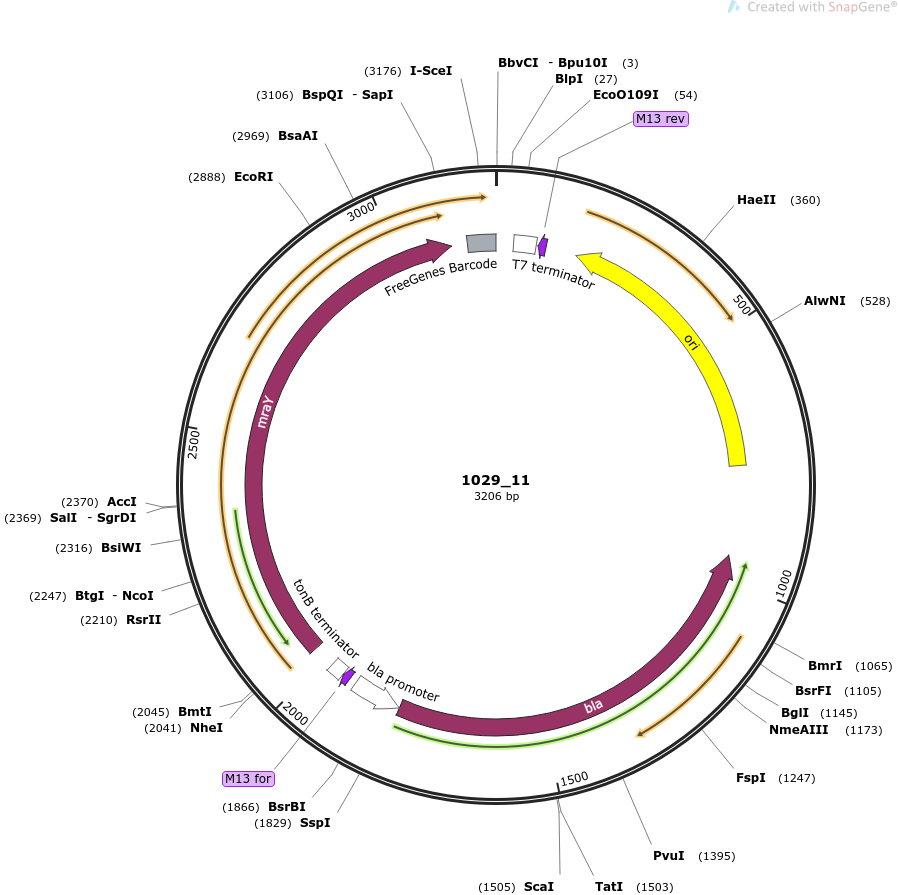 Created with SnapGene®
BbvCI - Bpu10I (3)
BlpI (27)
EcoO109I (54)
M13 rev
HaeII (360)
AlwNI (528)
BmrI (1065)
BsrFI (1105)
BglI (1145)
NmeAIII (1173)
FspI (1247)
PvuI (1395)
TatI (1503)
(1505) ScaI
(1829) SspI
(1866) BsrBI
M13 for
(2041) NheI
(2045) BmtI
(2210) RsrII
(2247) BtgI - NcoI
(2316) BsiWI
(2369) SalI - SgrDI
(2370) AccI
(2888) EcoRI
(2969) BsaAI
(3106) BspQI - SapI
(3176) I-SceI
500
1000
1500
2000
2500
3000
FreeGenes Barcode
T7 terminator
ori
bla
bla promoter
tonB terminator
mraY
1029_11
3206 bp